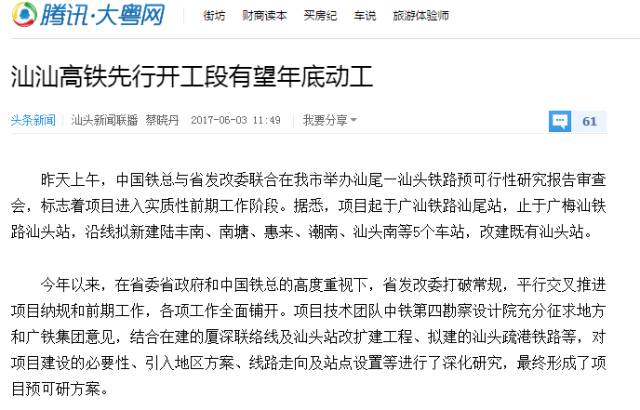 腾讯·大粤网 街坊 财商读本 买房纪 车说 旅游体验师
汕汕高铁先行开工段有望年底动工
头条新闻 汕头新闻联播 蔡晓丹 2017-06-03 11:49 我要分享 61
昨天上午，中国铁总与省发改委联合在我市举办汕尾一汕头铁路预可行性研究报告审查
会，标志着项目进入实质性前期工作阶段。据悉，项目起于广汕铁路汕尾站，止于广梅汕铁
路汕头站，沿线拟新建陆丰南、南塘、惠来、潮南、汕头南等5个车站，改建既有汕头站。
今年以来，在省委省政府和中国铁总的高度重视下，省发改委打破常规，平行交叉推进
项目纳规和前期工作，各项工作全面铺开。项目技术团队中铁第四勘察设计院充分征求地方
和广铁集团意见，结合在建的厦深联络线及汕头站改扩建工程、拟建的汕头疏港铁路等，对
项目建设的必要性、引入地区方案、线路走向及站点设置等进行了深化研究，最终形成了项
目预可研方案。